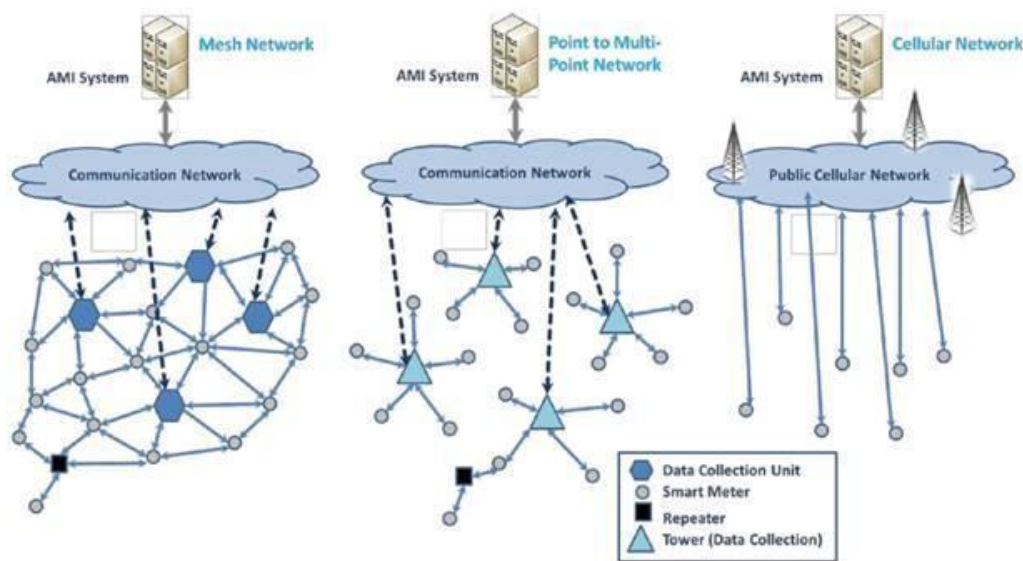 Mesh Network
AMI System
Communication Network
Point to Multi-
Point Network
AMI System
Communication Network
Cellular Network
AMI System
Public Cellular Network
Data Collection Unit
Smart Meter
Repeater
Tower (Data Collection)